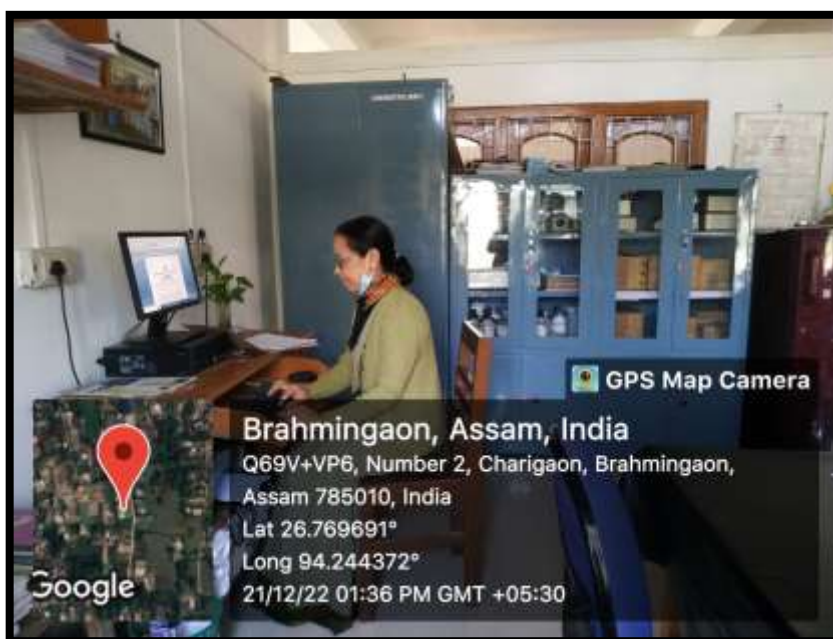 GPS Map Camera
Brahmingaon, Assam, India
Q69V+VP6, Number 2, Charigaon, Brahmingaon,
Assam 785010, India
Lat 26.769691°
Long 94.244372°
21/12/22 01:36 PM GMT +05:30
Google